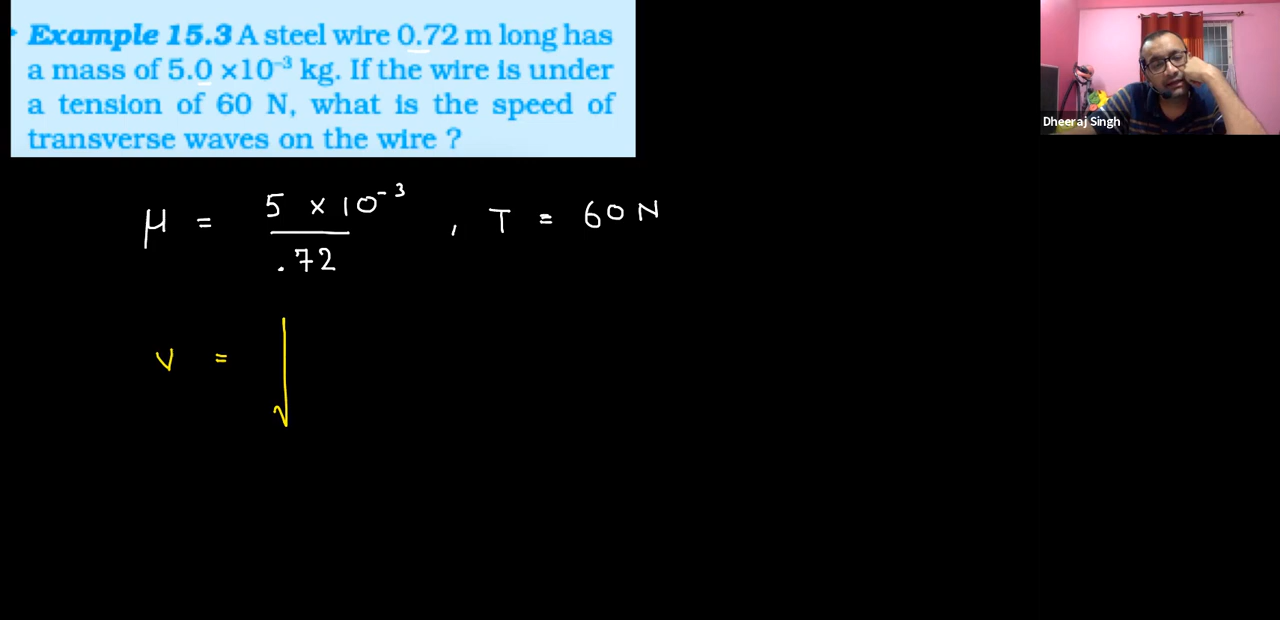 Example 15.3 A steel wire 0.72 m long has
a mass of 5.0 ×10⁻³ kg. If the wire is under
a tension of 60 N, what is the speed of
transverse waves on the wire ?
Dheeraj Singh
μ = 5 × 10⁻³ / .72 , T = 60 N
v = √